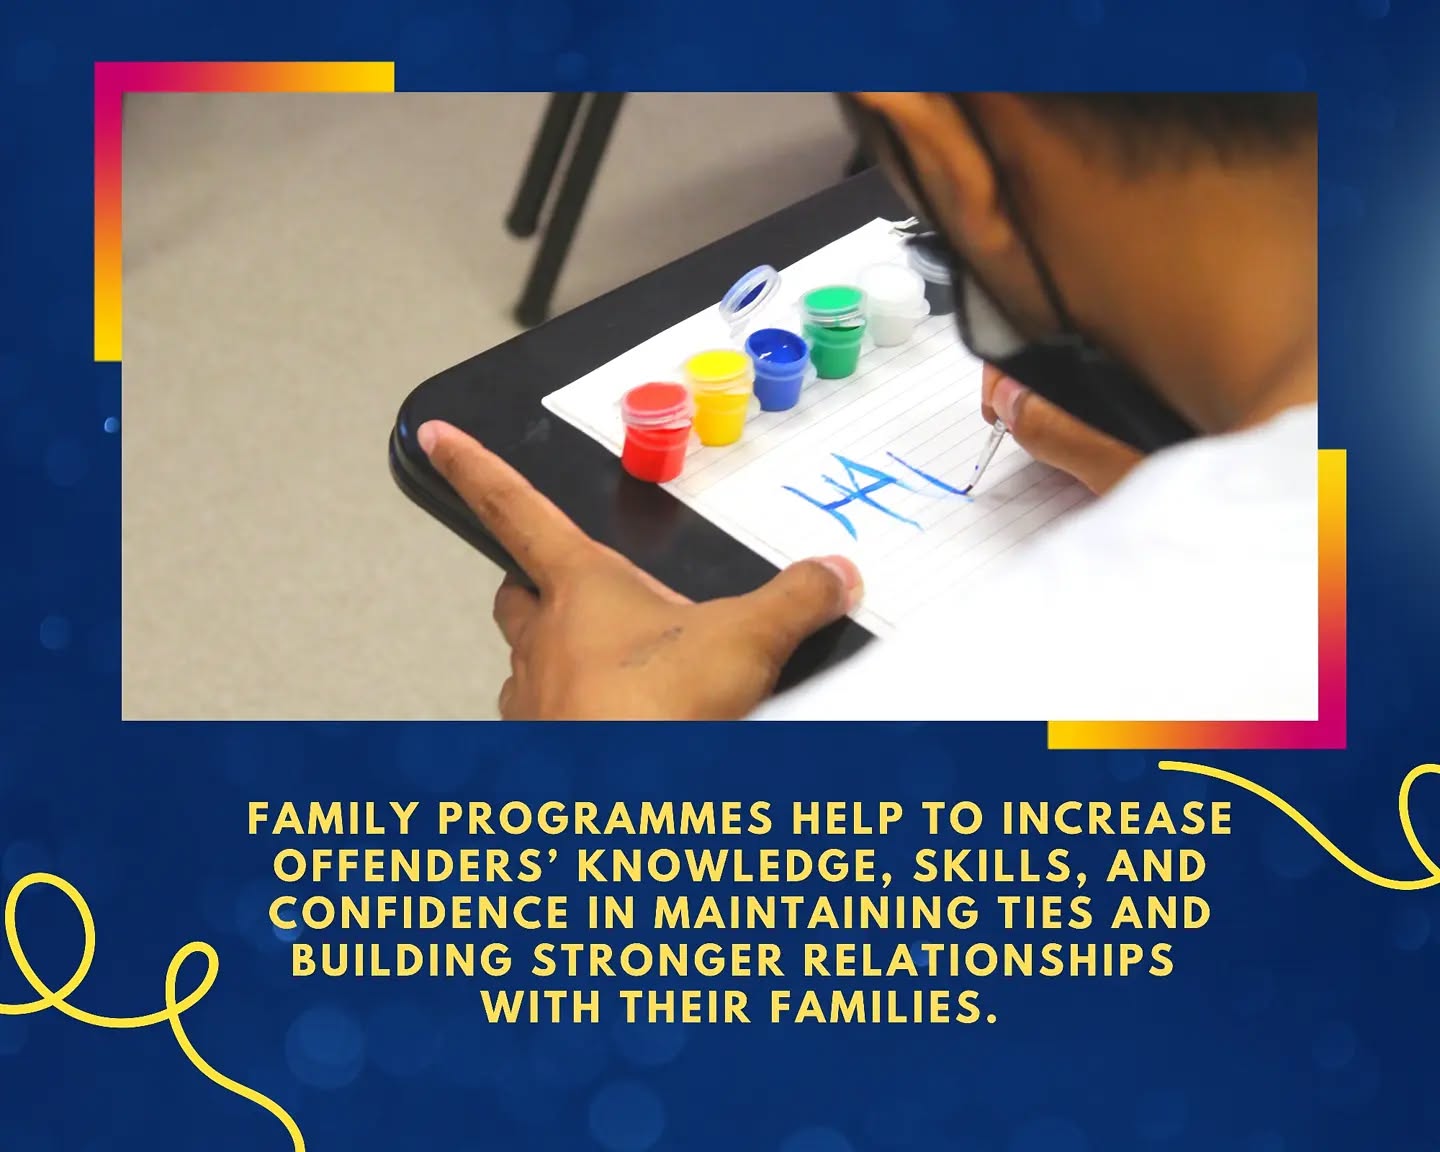 HAL
FAMILY PROGRAMMES HELP TO INCREASE
OFFENDERS’ KNOWLEDGE, SKILLS, AND
CONFIDENCE IN MAINTAINING TIES AND
BUILDING STRONGER RELATIONSHIPS
WITH THEIR FAMILIES.